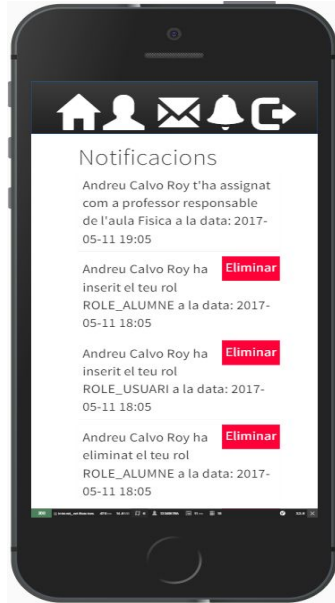 Notificacions
Andreu Calvo Roy t'ha assignat
com a professor responsable
de l'aula Fisica a la data: 2017-
05-11 19:05
Andreu Calvo Roy ha
Eliminar
inserit el teu rol
ROLE_ALUMNE a la data: 2017-
05-11 18:05
Andreu Calvo Roy ha
Eliminar
inserit el teu rol
ROLE_USUARI a la data: 2017-
05-11 18:05
Andreu Calvo Roy ha
Eliminar
eliminat el teu rol
ROLE_ALUMNE a la data: 2017-
05-11 18:05